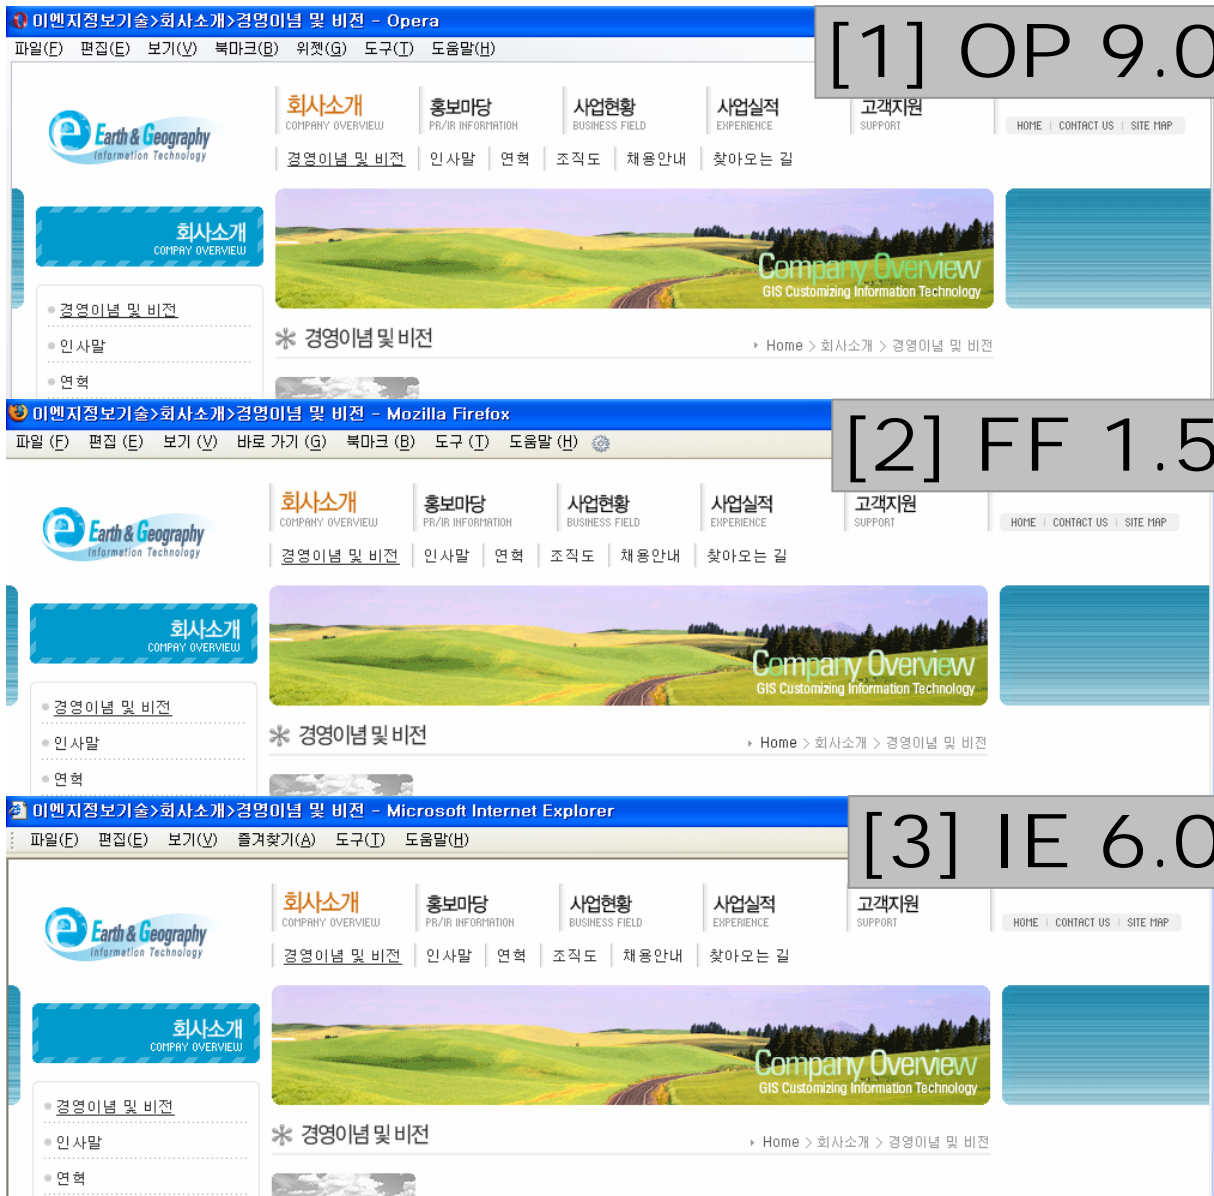 이엔지정보기술>회사소개>경영이념 및 비전 - Opera
[1] OP 9.0
파일(F) 편집(E) 보기(V) 북마크(B) 위젯(G) 도구(T) 도움말(H)
회사소개 홍보마당 사업현황 사업실적 고객지원
COMPANY OVERVIEW PR/IR INFORMATION BUSINESS FIELD EXPERIENCE SUPPORT
HOME | CONTACT US | SITE MAP
Earth & Geography
Information Technology
경영이념 및 비전 인사말 연혁 조직도 채용안내 찾아오는 길
회사소개
COMPAY OVERVIEW
Company Overview
GIS Customizing Information Technology
경영이념 및 비전
인사말
연혁
경영이념 및 비전
Home > 회사소개 > 경영이념 및 비전
이엔지정보기술>회사소개>경영이념 및 비전 - Mozilla Firefox
[2] FF 1.5
파일 (F) 편집 (E) 보기 (V) 바로 가기 (G) 북마크 (B) 도구 (T) 도움말 (H)
회사소개 홍보마당 사업현황 사업실적 고객지원
COMPANY OVERVIEW PR/IR INFORMATION BUSINESS FIELD EXPERIENCE SUPPORT
HOME | CONTACT US | SITE MAP
Earth & Geography
Information Technology
경영이념 및 비전 인사말 연혁 조직도 채용안내 찾아오는 길
회사소개
COMPAY OVERVIEW
Company Overview
GIS Customizing Information Technology
경영이념 및 비전
인사말
연혁
경영이념 및 비전
Home > 회사소개 > 경영이념 및 비전
이엔지정보기술>회사소개>경영이념 및 비전 - Microsoft Internet Explorer
[3] IE 6.0
파일(F) 편집(E) 보기(V) 즐겨찾기(A) 도구(T) 도움말(H)
회사소개 홍보마당 사업현황 사업실적 고객지원
COMPANY OVERVIEW PR/IR INFORMATION BUSINESS FIELD EXPERIENCE SUPPORT
HOME | CONTACT US | SITE MAP
Earth & Geography
Information Technology
경영이념 및 비전 인사말 연혁 조직도 채용안내 찾아오는 길
회사소개
COMPAY OVERVIEW
Company Overview
GIS Customizing Information Technology
경영이념 및 비전
인사말
연혁
경영이념 및 비전
Home > 회사소개 > 경영이념 및 비전